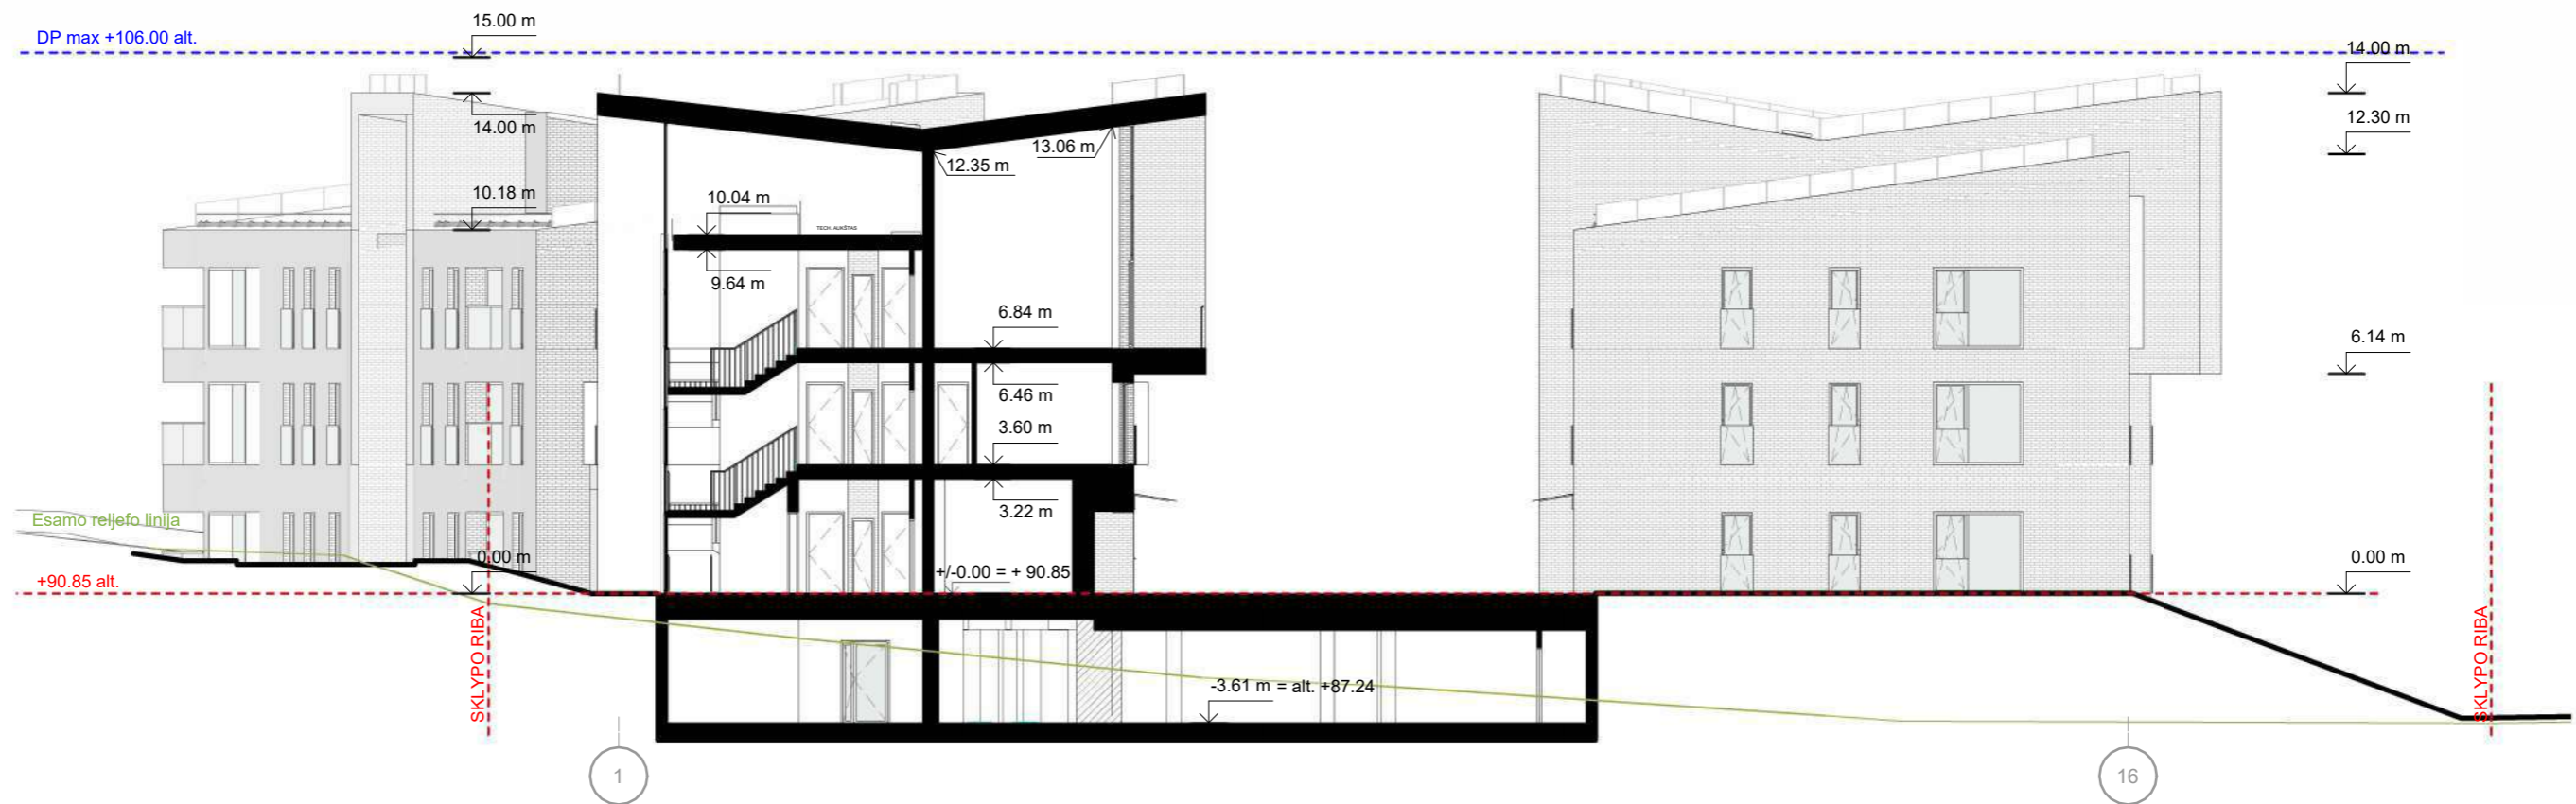 15.00 m
DP max +106.00 alt.
14.00 m
14.00 m
12.30 m
13.06 m
12.35 m
10.18 m
10.04 m
TECH. AUKŠTAS
9.64 m
6.84 m
6.14 m
6.46 m
3.60 m
3.22 m
Esamo reljefo linija
0.00 m
0.00 m
+/-0.00 = + 90.85
+90.85 alt.
SKLYPO RIBA
SKLYPO RIBA
-3.61 m = alt. +87.24
1
16